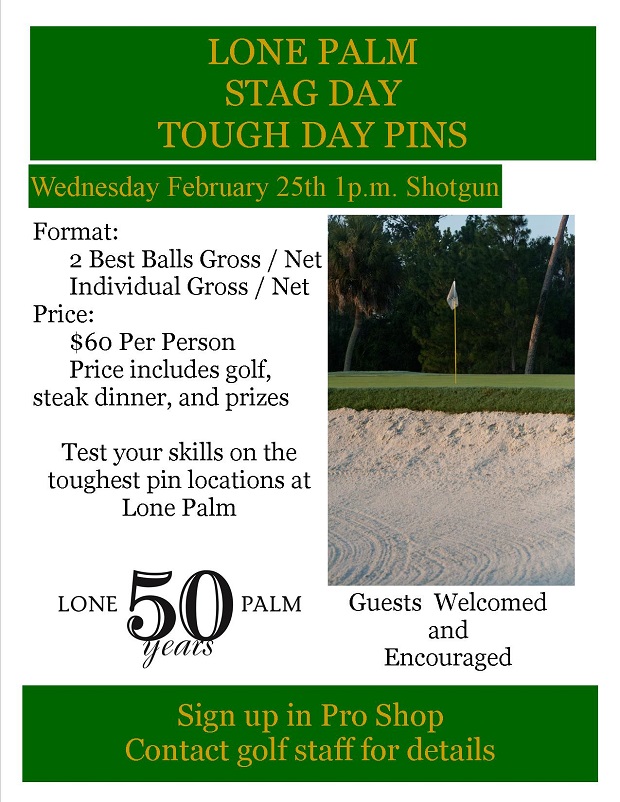 LONE PALM
STAG DAY
TOUGH DAY PINS
Wednesday February 25th 1p.m. Shotgun
Format:
2 Best Balls Gross / Net
Individual Gross / Net
Price:
$60 Per Person
Price includes golf,
steak dinner, and prizes
Test your skills on the
toughest pin locations at
Lone Palm
LONE 50 PALM
years
Guests Welcomed
and
Encouraged
Sign up in Pro Shop
Contact golf staff for details